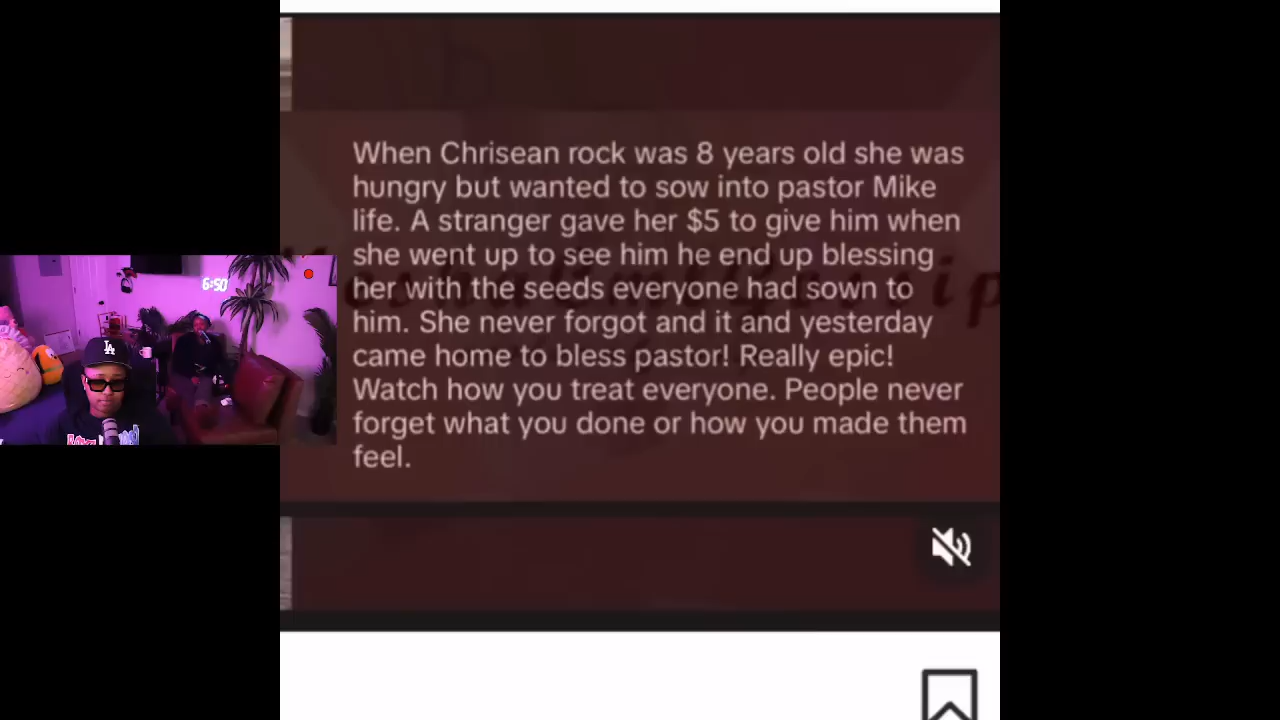 When Chrisean rock was 8 years old she was
hungry but wanted to sow into pastor Mike
life. A stranger gave her $5 to give him when
she went up to see him he end up blessing
her with the seeds everyone had sown to
him. She never forgot and it and yesterday
came home to bless pastor! Really epic!
Watch how you treat everyone. People never
forget what you done or how you made them
feel.
6:50
LA